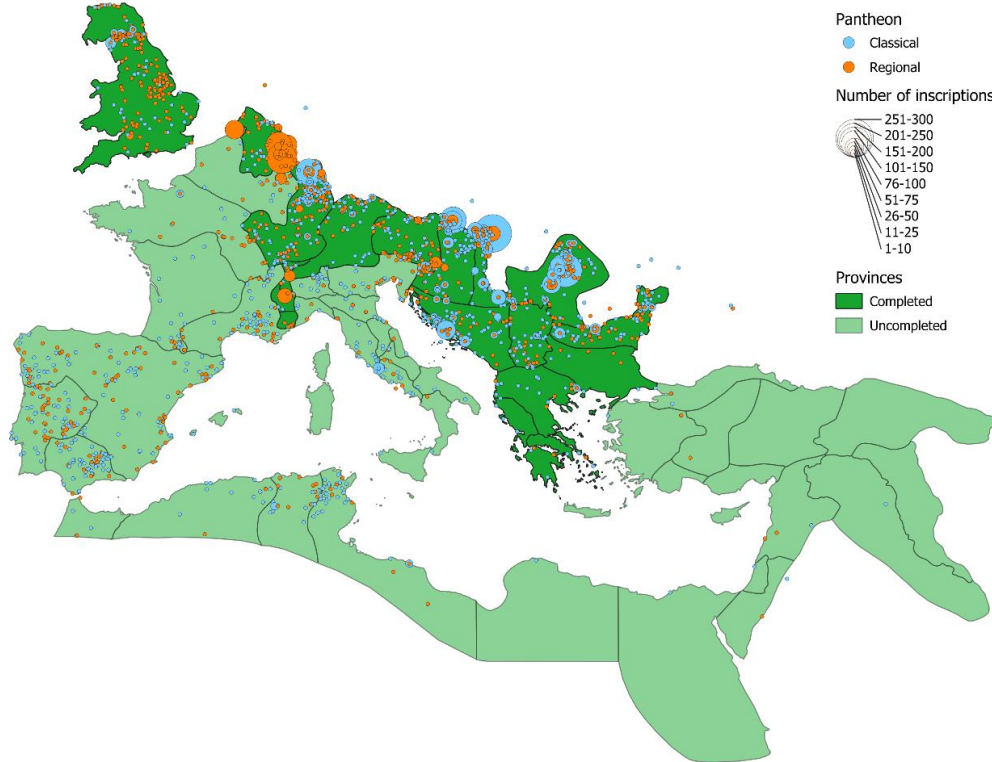 Pantheon
Classical
Regional
Number of inscriptions
251-300
201-250
151-200
101-150
76-100
51-75
26-50
11-25
1-10
Provinces
Completed
Uncompleted